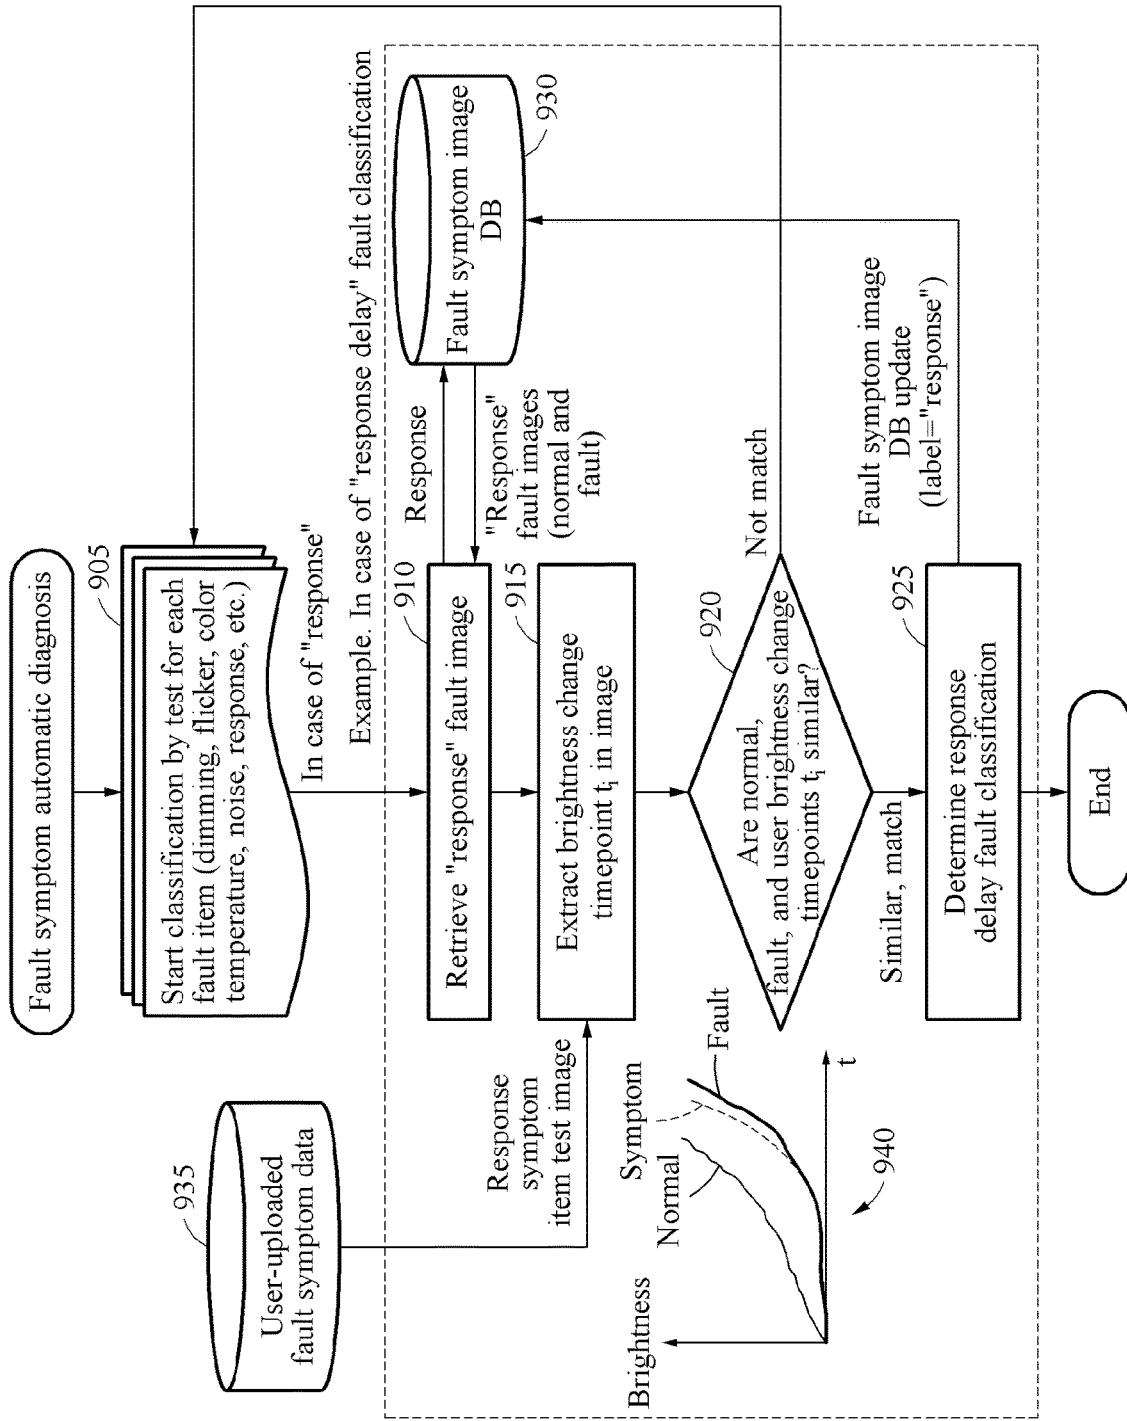 Fault symptom automatic diagnosis
905
Start classification by test for each
fault item (dimming, flicker, color
temperature, noise, response, etc.)
In case of "response"
Example. In case of "response delay" fault classification
935
User-uploaded
fault symptom data
910
Retrieve "response" fault image
Response
"Response"
fault images
(normal and
fault)
Fault symptom image
DB
930
Response
symptom
item test image
915
Extract brightness change
timepoint ti in image
920
Are normal,
fault, and user brightness change
timepoints ti similar?
Not match
Similar, match
925
Determine response
delay fault classification
Fault symptom image
DB update
(label="response")
Brightness
Normal
Symptom
Fault
t
940
End